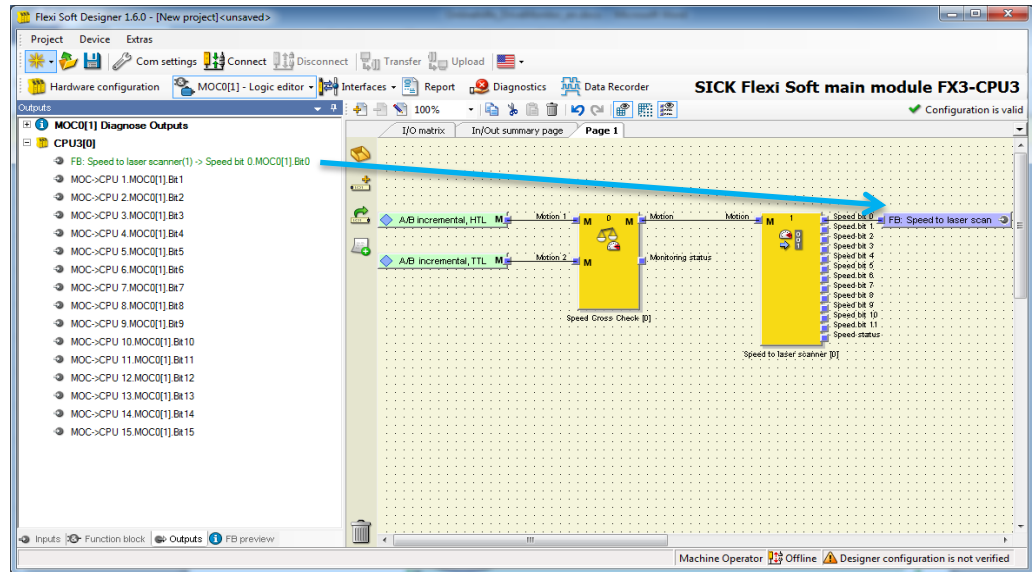 Flexi Soft Designer 1.6.0 - [New project]<unsaved>
Project Device Extras
Com settings Connect Disconnect Transfer Upload
Hardware configuration MOC0[1] - Logic editor Interfaces Report Diagnostics Data Recorder SICK Flexi Soft main module FX3-CPU3
Outputs 100% Configuration is valid
MOC0[1] Diagnose Outputs
I/O matrix In/Out summary page Page 1
CPU3[0]
FB: Speed to laser scanner(1) -> Speed bit 0.MOC0[1].Bit0
MOC->CPU 1.MOC0[1].Bit1
MOC->CPU 2.MOC0[1].Bit2
MOC->CPU 3.MOC0[1].Bit3
MOC->CPU 4.MOC0[1].Bit4
MOC->CPU 5.MOC0[1].Bit5
MOC->CPU 6.MOC0[1].Bit6
MOC->CPU 7.MOC0[1].Bit7
MOC->CPU 8.MOC0[1].Bit8
MOC->CPU 9.MOC0[1].Bit9
MOC->CPU 10.MOC0[1].Bit10
MOC->CPU 11.MOC0[1].Bit11
MOC->CPU 12.MOC0[1].Bit12
MOC->CPU 13.MOC0[1].Bit13
MOC->CPU 14.MOC0[1].Bit14
MOC->CPU 15.MOC0[1].Bit15
A/B incremental, HTL M
Motion 1
M 0 M
Motion
A/B incremental, TTL M
Motion 2
M
Monitoring status
Speed Cross Check [0]
Motion
M 1
Speed bit 0
FB: Speed to laser scan
Speed bit 1
Speed bit 2
Speed bit 3
Speed bit 4
Speed bit 5
Speed bit 6
Speed bit 7
Speed bit 8
Speed bit 9
Speed bit 10
Speed bit 11
Speed status
Speed to laser scanner [0]
Inputs Function block Outputs FB preview
Machine Operator Offline Designer configuration is not verified